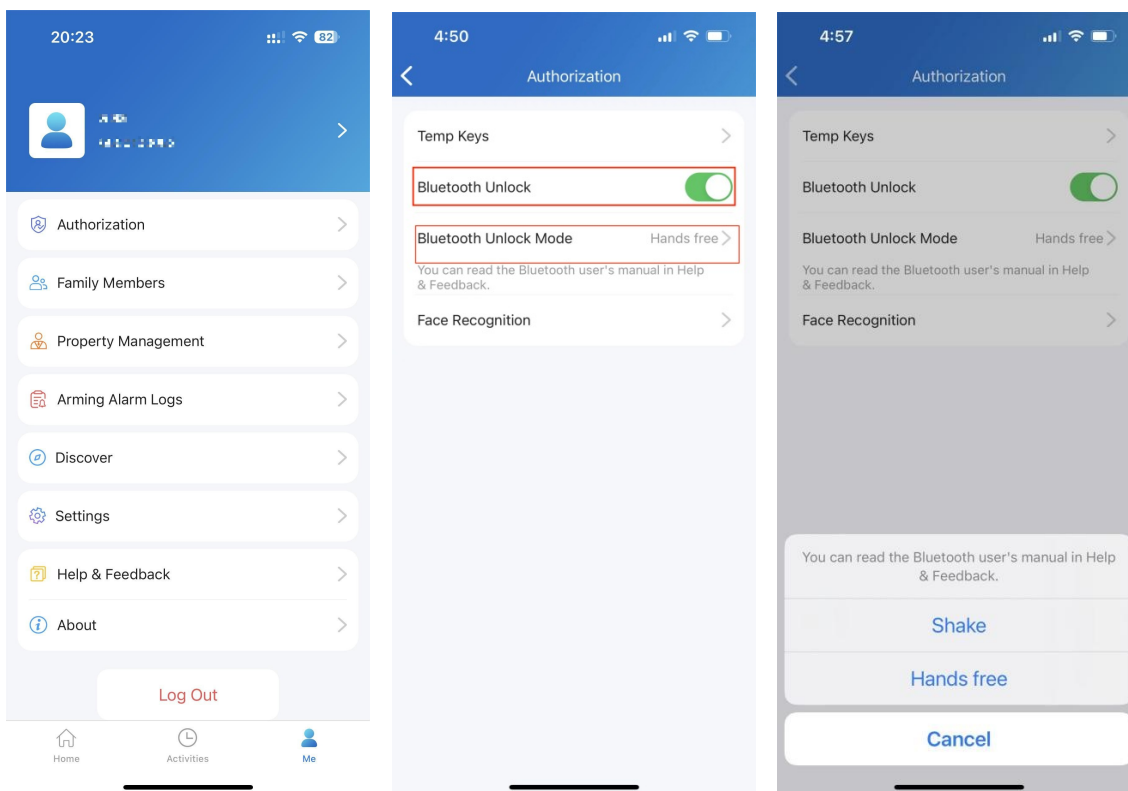 20:23
82
Authorization
Family Members
Property Management
Arming Alarm Logs
Discover
Settings
Help & Feedback
About
Log Out
Home
Activities
Me
4:50
Authorization
Temp Keys
Bluetooth Unlock
Bluetooth Unlock Mode
Hands free
You can read the Bluetooth user's manual in Help
& Feedback.
Face Recognition
4:57
Authorization
Temp Keys
Bluetooth Unlock
Bluetooth Unlock Mode
Hands free
You can read the Bluetooth user's manual in Help
& Feedback.
Face Recognition
You can read the Bluetooth user's manual in Help
& Feedback.
Shake
Hands free
Cancel